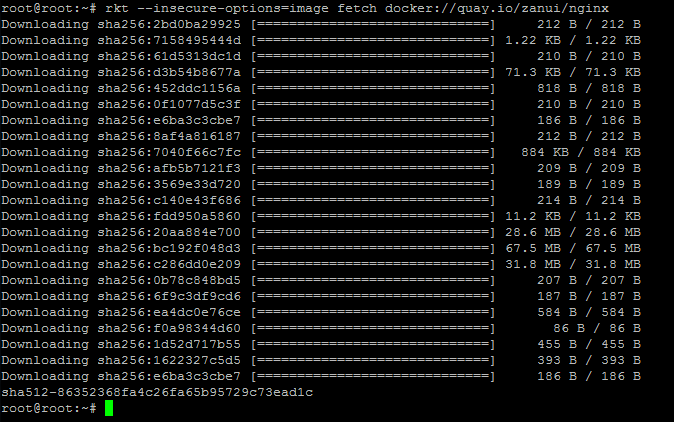 root@root:~# rkt --insecure-options=image fetch docker://quay.io/zanui/nginx
Downloading sha256:2bd0ba29925 [=============================] 212 B / 212 B
Downloading sha256:7158495444d [=============================] 1.22 KB / 1.22 KB
Downloading sha256:61d5313dc1d [=============================] 210 B / 210 B
Downloading sha256:d3b54b8677a [=============================] 71.3 KB / 71.3 KB
Downloading sha256:452ddc1156a [=============================] 818 B / 818 B
Downloading sha256:0f1077d5c3f [=============================] 210 B / 210 B
Downloading sha256:e6ba3c3cbe7 [=============================] 186 B / 186 B
Downloading sha256:8af4a816187 [=============================] 212 B / 212 B
Downloading sha256:7040f66c7fc [=============================] 884 KB / 884 KB
Downloading sha256:afb5b7121f3 [=============================] 209 B / 209 B
Downloading sha256:3569e33d720 [=============================] 189 B / 189 B
Downloading sha256:c140e43f686 [=============================] 214 B / 214 B
Downloading sha256:fdd950a5860 [=============================] 11.2 KB / 11.2 KB
Downloading sha256:20aa884e700 [=============================] 28.6 MB / 28.6 MB
Downloading sha256:bc192f048d3 [=============================] 67.5 MB / 67.5 MB
Downloading sha256:c286dd0e209 [=============================] 31.8 MB / 31.8 MB
Downloading sha256:0b78c848bd5 [=============================] 207 B / 207 B
Downloading sha256:6f9c3df9cd6 [=============================] 187 B / 187 B
Downloading sha256:ea4dc0e76ce [=============================] 584 B / 584 B
Downloading sha256:f0a98344d60 [=============================] 86 B / 86 B
Downloading sha256:1d52d717b55 [=============================] 455 B / 455 B
Downloading sha256:1622327c5d5 [=============================] 393 B / 393 B
Downloading sha256:e6ba3c3cbe7 [=============================] 186 B / 186 B
sha512-86352368fa4c26fa65b95729c73ead1c
root@root:~#